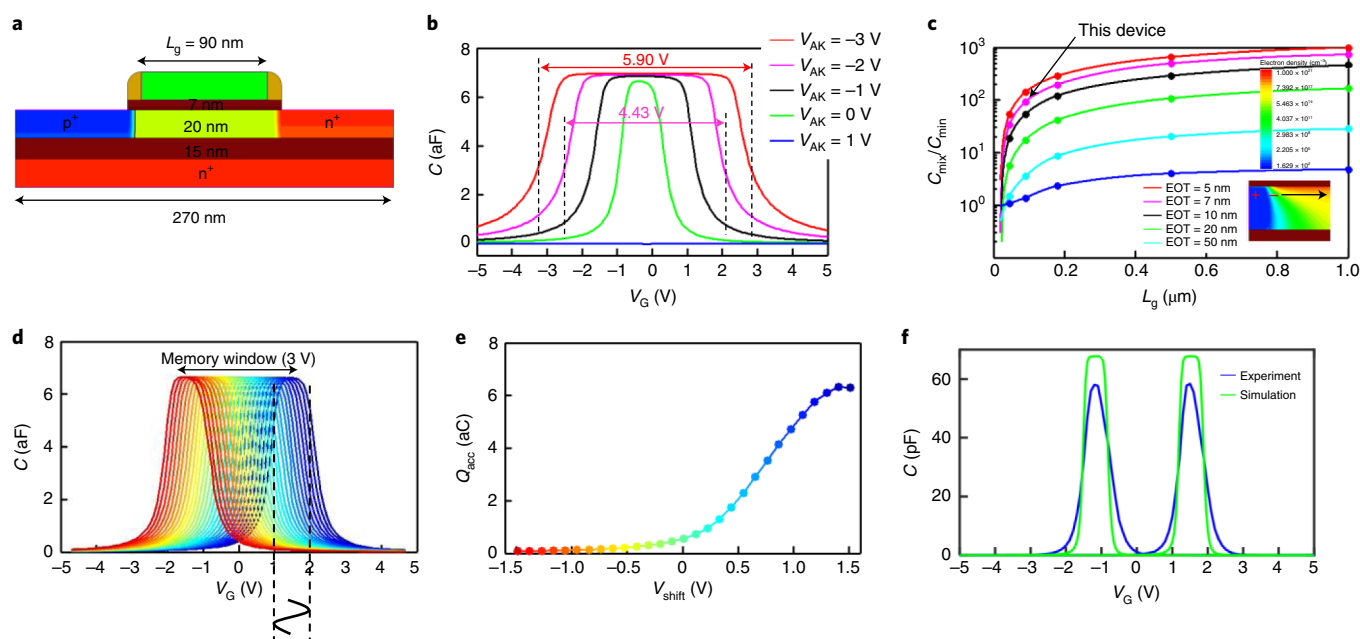 a
L_g = 90 nm
7 nm
p⁺
20 nm
n⁺
15 nm
n⁺
270 nm
b
8
6
4
2
0
C (aF)
5.90 V
4.43 V
V_AK = –3 V
V_AK = –2 V
V_AK = –1 V
V_AK = 0 V
V_AK = 1 V
–5 –4 –3 –2 –1 0 1 2 3 4 5
V_G (V)
c
This device
10³
10²
10¹
10⁰
C_mix/C_min
Electron density (cm⁻³)
EOT = 5 nm
EOT = 7 nm
EOT = 10 nm
EOT = 20 nm
EOT = 50 nm
+
0 0.2 0.4 0.6 0.8 1.0
L_g (μm)
d
8
6
4
2
0
C (aF)
Memory window (3 V)
–5 –4 –3 –2 –1 0 1 2 3 4 5
V_G (V)
e
8
6
4
2
0
Q_acc (aC)
–1.5 –1.0 –0.5 0 0.5 1.0 1.5
V_shift (V)
f
60
40
20
0
C (pF)
Experiment
Simulation
–5 –4 –3 –2 –1 0 1 2 3 4 5
V_G (V)